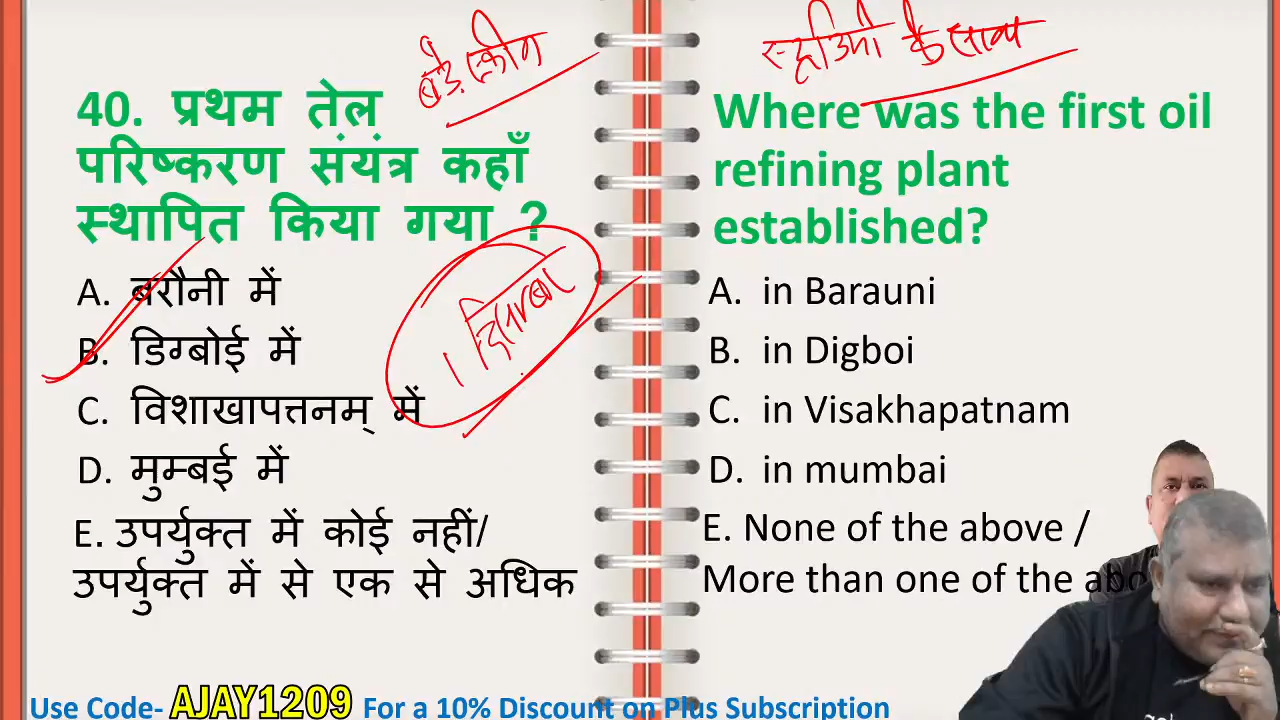 बड़े स्क्रीन
के साथ
40. प्रथम तेल
परिष्करण संयंत्र कहाँ
स्थापित किया गया ?
A. बरौनी में
B. डिग्बोई में
C. विशाखापत्तनम् में
D. मुम्बई में
E. उपर्युक्त में कोई नहीं/
उपर्युक्त में से एक से अधिक
1
Where was the first oil
refining plant
established?
A. in Barauni
B. in Digboi
C. in Visakhapatnam
D. in mumbai
E. None of the above /
More than one of the abo
Use Code- AJAY1209 For a 10% Discount on Plus Subscription